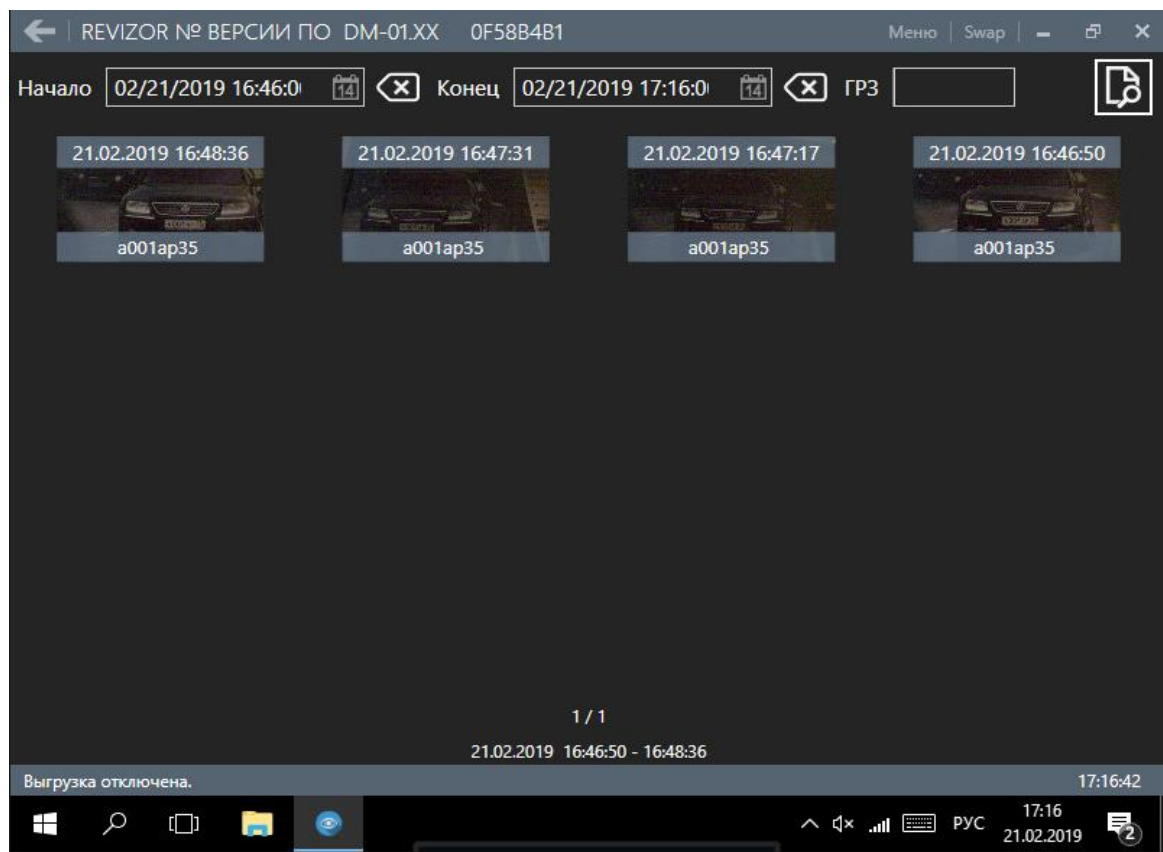 REVIZOR № ВЕРСИИ ПО DM-01.XX 0F58B4B1 Меню | Swap |
Начало 02/21/2019 16:46:0 14 Конец 02/21/2019 17:16:0 14 ГРЗ
21.02.2019 16:48:36 21.02.2019 16:47:31 21.02.2019 16:47:17 21.02.2019 16:46:50
а001ар35 а001ар35 а001ар35 а001ар35
1 / 1
21.02.2019 16:46:50 - 16:48:36
Выгрузка отключена. 17:16:42
РУС 17:16
21.02.2019 2